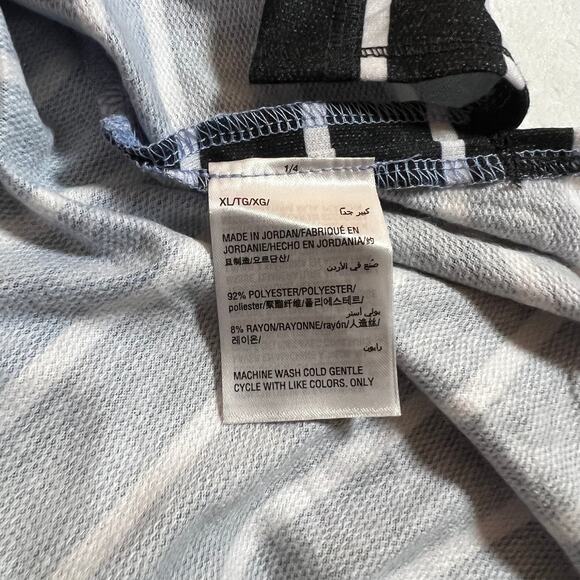 1/4
XL/TG/XG/
كبير جدًا
MADE IN JORDAN/FABRIQUÉ EN
JORDANIE/HECHO EN JORDANIA/约
旦制造/오르단산/
صنع في الأردن
92% POLYESTER/POLYESTER/
poliester/聚酯纤维/폴리에스테르/
بولي أستر
8% RAYON/RAYONNE/rayón/人造丝/
레이온/
رايون
MACHINE WASH COLD GENTLE
CYCLE WITH LIKE COLORS. ONLY